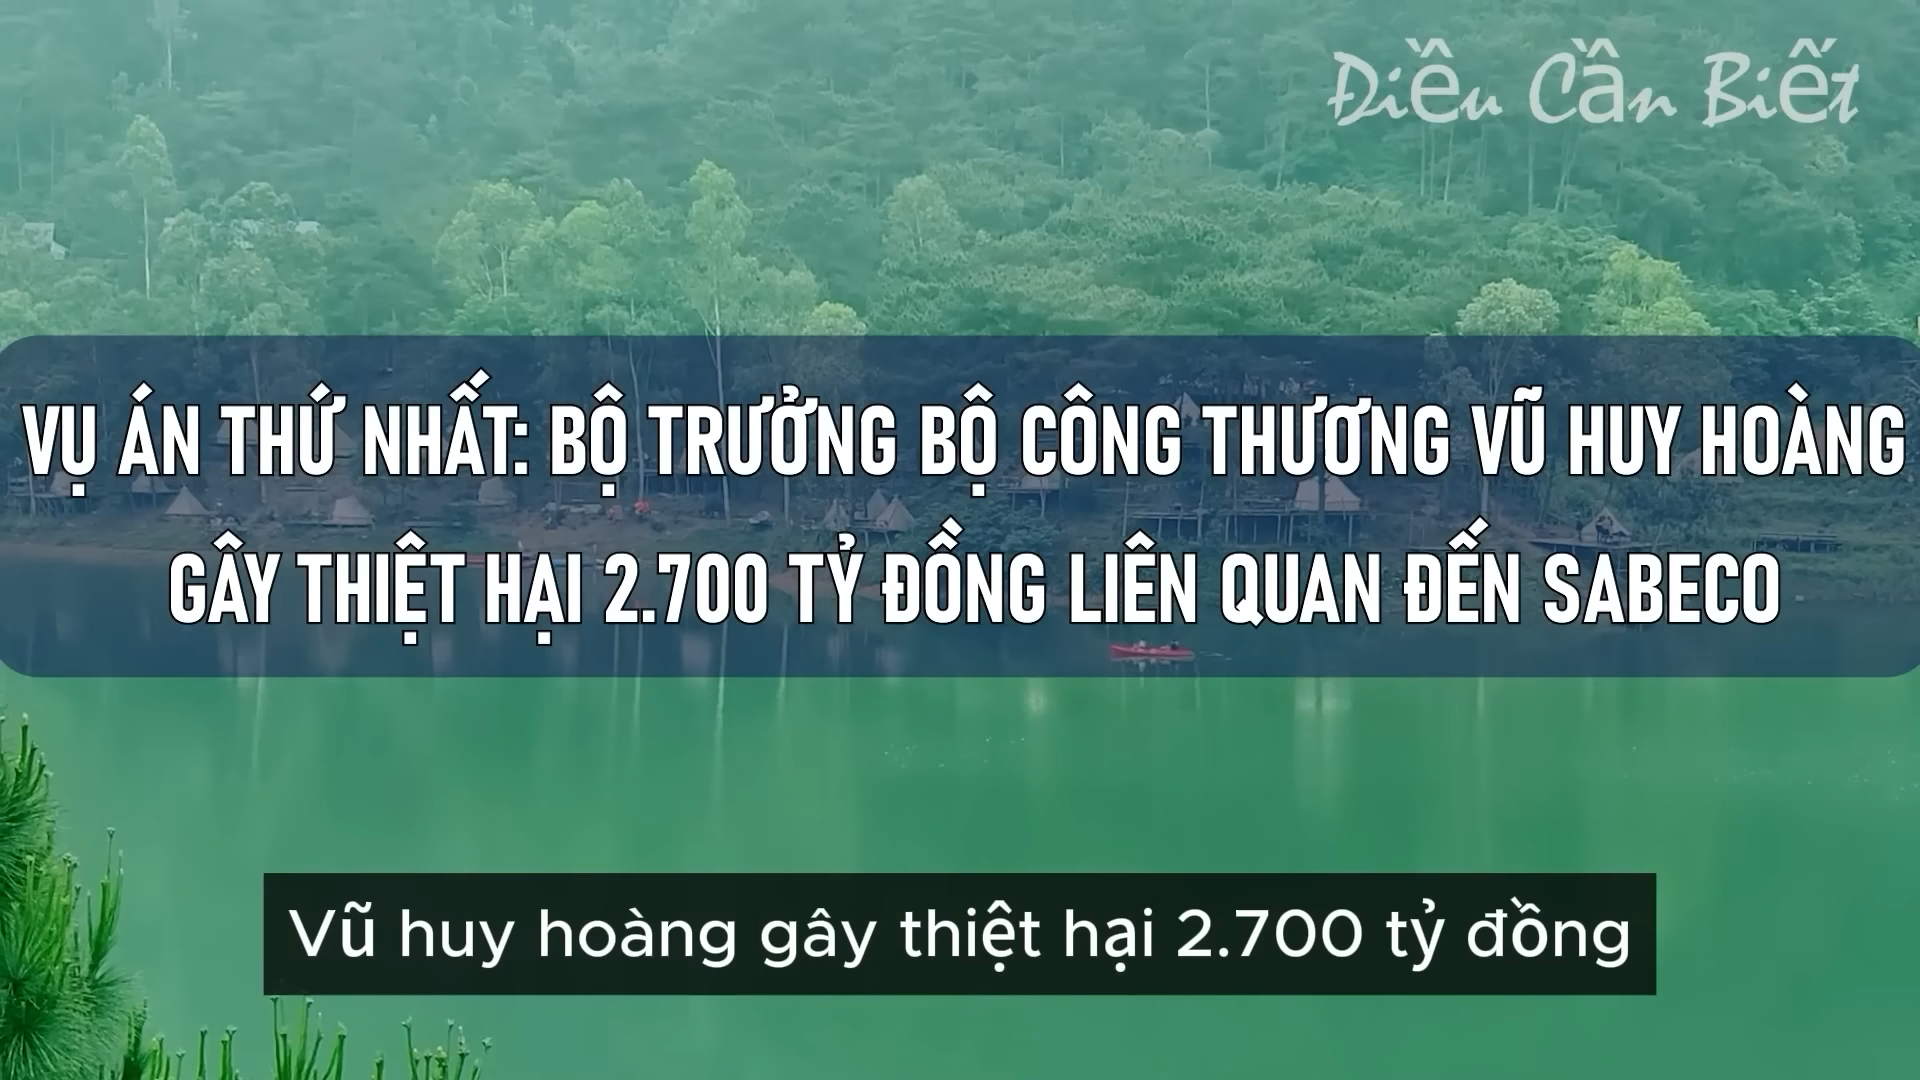 Điều Cần Biết
VỤ ÁN THỨ NHẤT: BỘ TRƯỞNG BỘ CÔNG THƯƠNG VŨ HUY HOÀNG
GÂY THIỆT HẠI 2.700 TỶ ĐỒNG LIÊN QUAN ĐẾN SABECO
Vũ huy hoàng gây thiệt hại 2.700 tỷ đồng